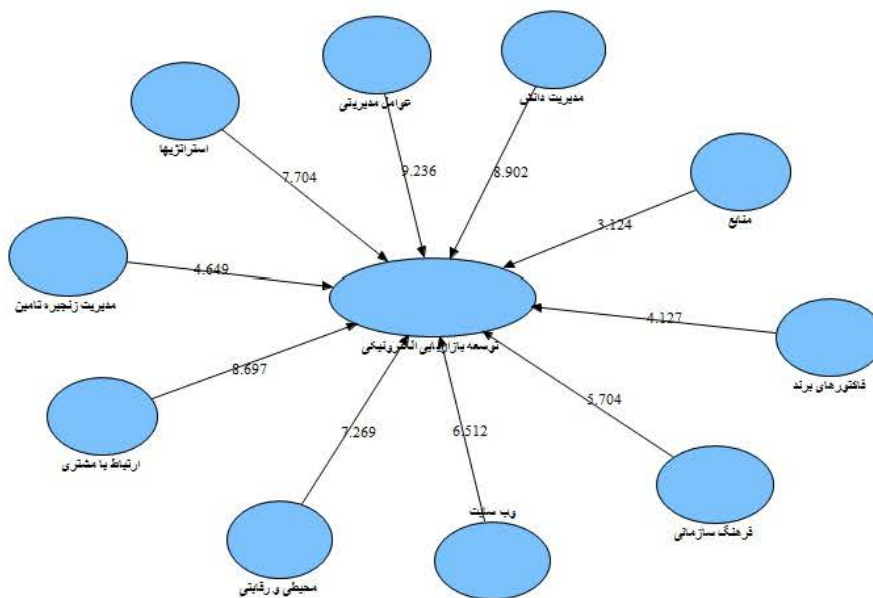 مدیریت دانش
عوامل مدیریتی
استراتژیها
8.902
9.236
7.704
منابع
3.124
4.649
مدیریت زنجیره تامین
4.127
توسعه بازاریابی الکترونیکی
8.697
فاکتورهای برند
5.704
7.269
6.512
ارتباط با مشتری
وب سایت
فرهنگ سازمانی
محیطی و رقابتی